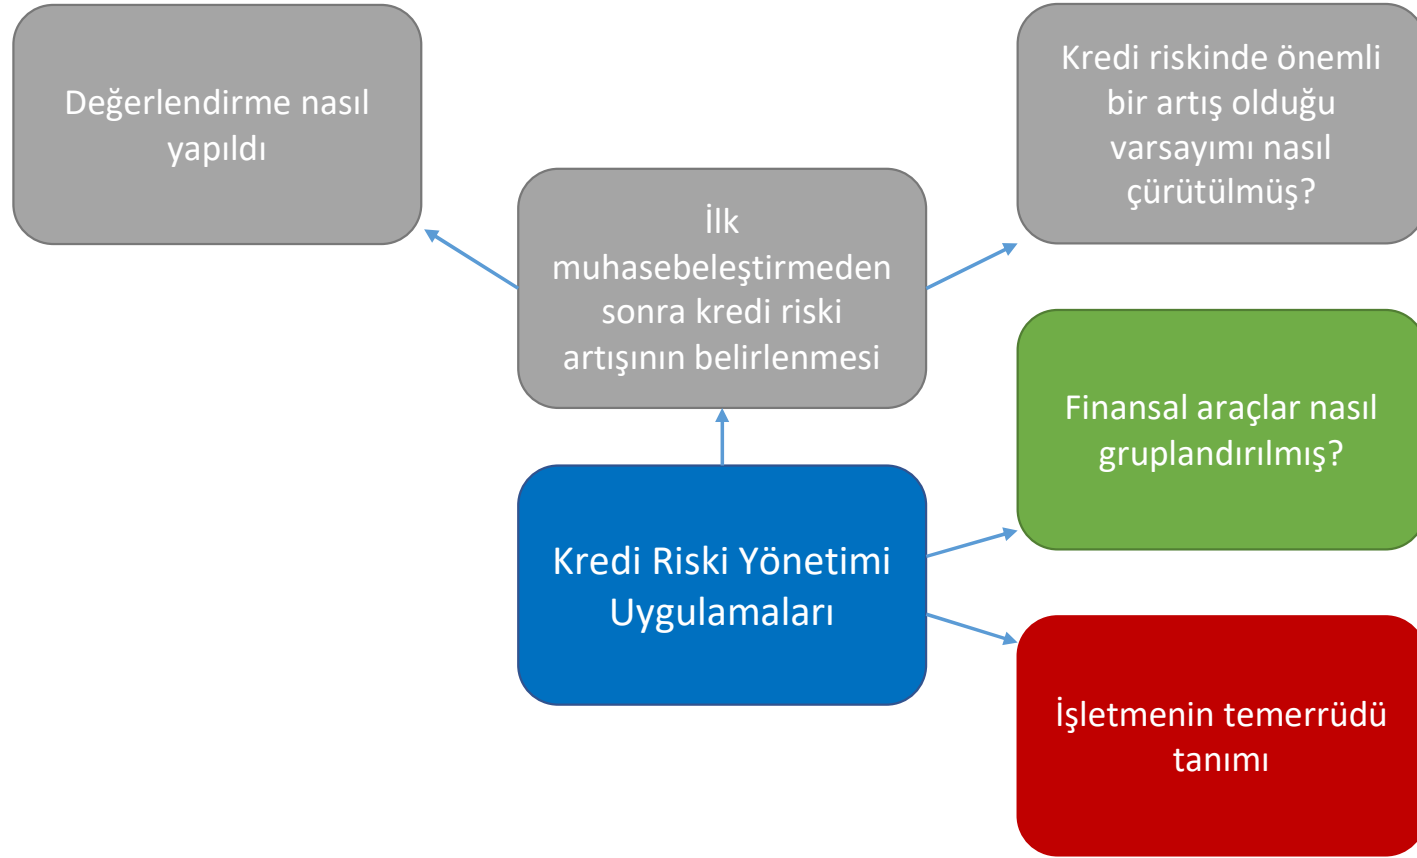 Değerlendirme nasıl
yapıldı
Kredi riskinde önemli
bir artış olduğu
varsayımı nasıl
çürütülmüş?
İlk
muhasebeleştirmeden
sonra kredi riski
artışının belirlenmesi
Finansal araçlar nasıl
gruplandırılmış?
Kredi Riski Yönetimi
Uygulamaları
İşletmenin temerrüdü
tanımı